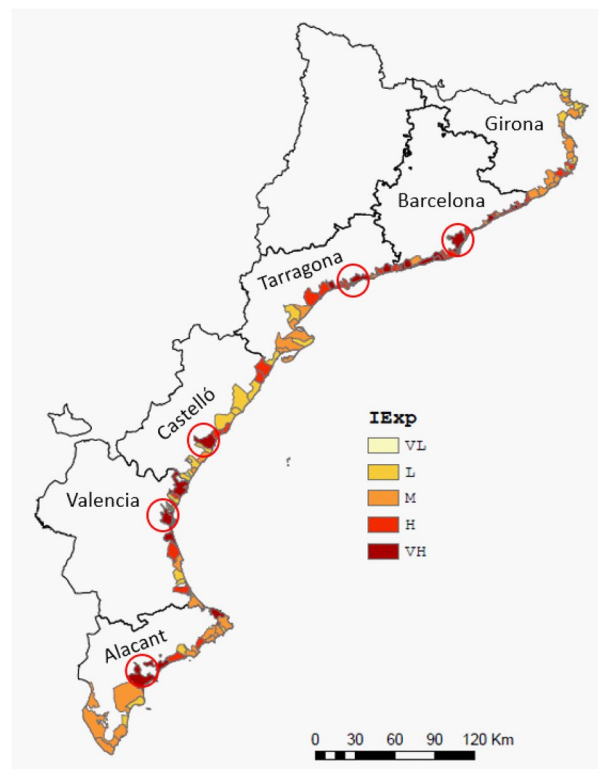 Girona
Barcelona
Tarragona
Castelló
Valencia
Alacant
IExp
VL
L
M
H
VH
0 30 60 90 120 Km